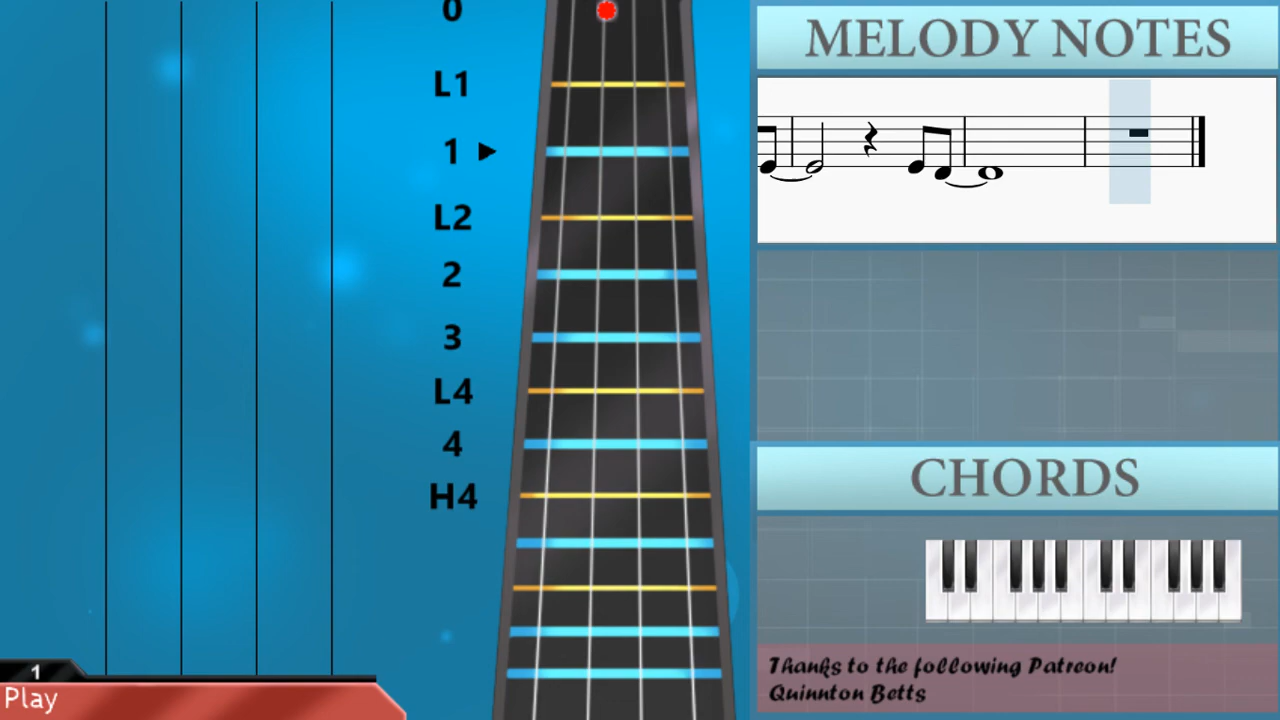 0
L1
1
L2
2
3
L4
4
H4
1
Play
MELODY NOTES
CHORDS
Thanks to the following Patreon!
Quinnton Betts